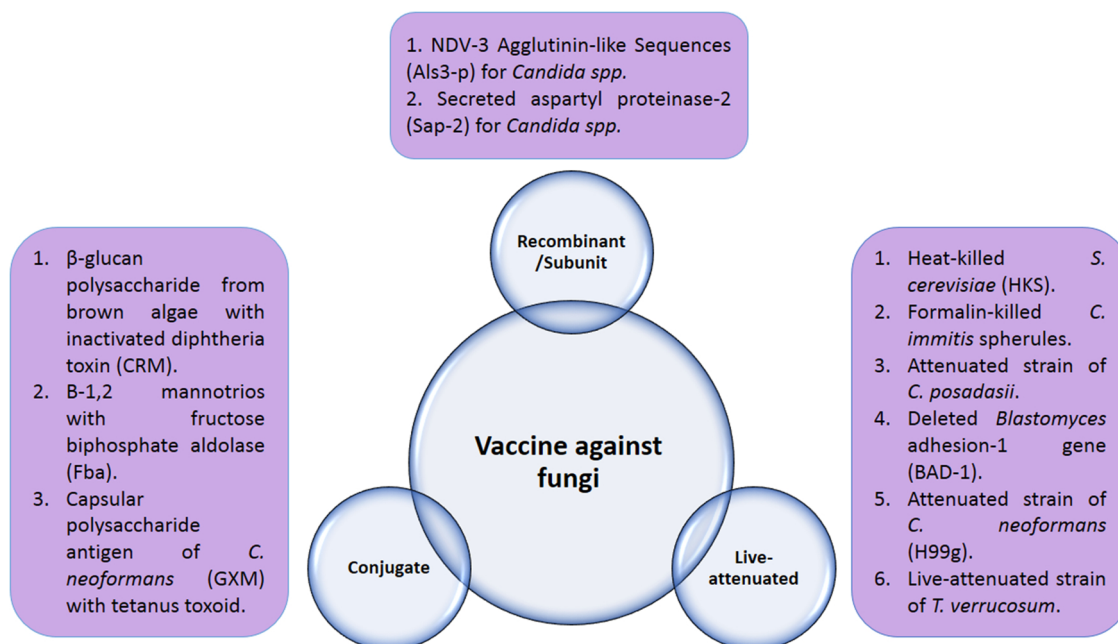 1. NDV-3 Agglutinin-like Sequences
(Als3-p) for Candida spp.
2. Secreted aspartyl proteinase-2
(Sap-2) for Candida spp.
Recombinant
/Subunit
1. β-glucan
polysaccharide from
brown algae with
inactivated diphtheria
toxin (CRM).
2. B-1,2 mannotrios
with fructose
biphosphate aldolase
(Fba).
3. Capsular
polysaccharide
antigen of C.
neoformans (GXM)
with tetanus toxoid.
Vaccine against
fungi
Conjugate
Live-
attenuated
1. Heat-killed S.
cerevisiae (HKS).
2. Formalin-killed C.
immitis spherules.
3. Attenuated strain of
C. posadasii.
4. Deleted Blastomyces
adhesion-1 gene
(BAD-1).
5. Attenuated strain of
C. neoformans
(H99g).
6. Live-attenuated strain
of T. verrucosum.